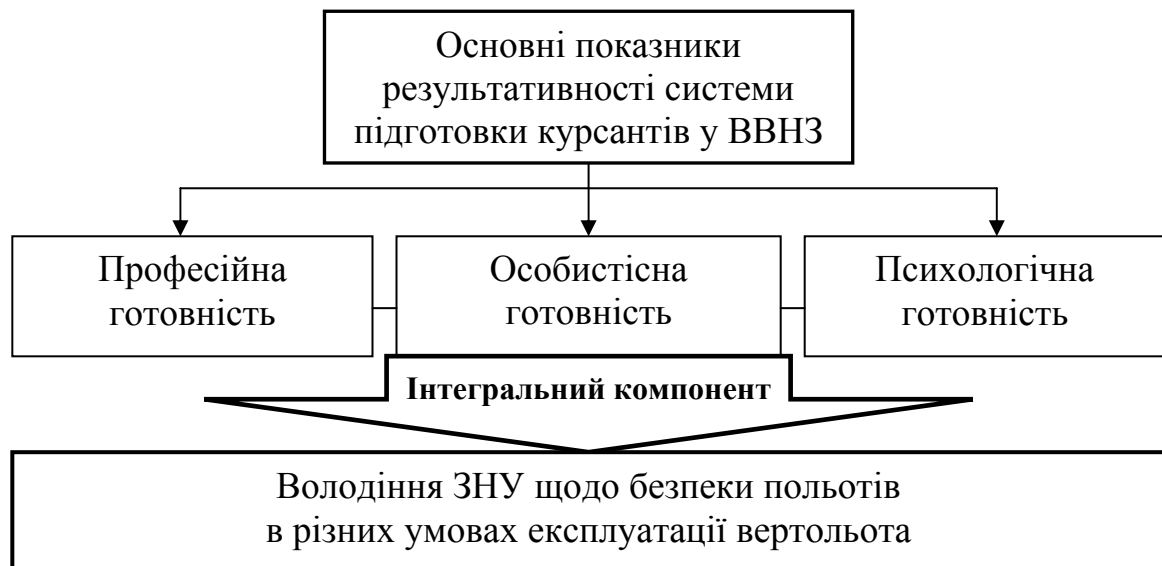 Основні показники
результативності системи
підготовки курсантів у ВВНЗ
Професійна
готовність
Особистісна
готовність
Психологічна
готовність
Інтегральний компонент
Володіння ЗНУ щодо безпеки польотів
в різних умовах експлуатації вертольота